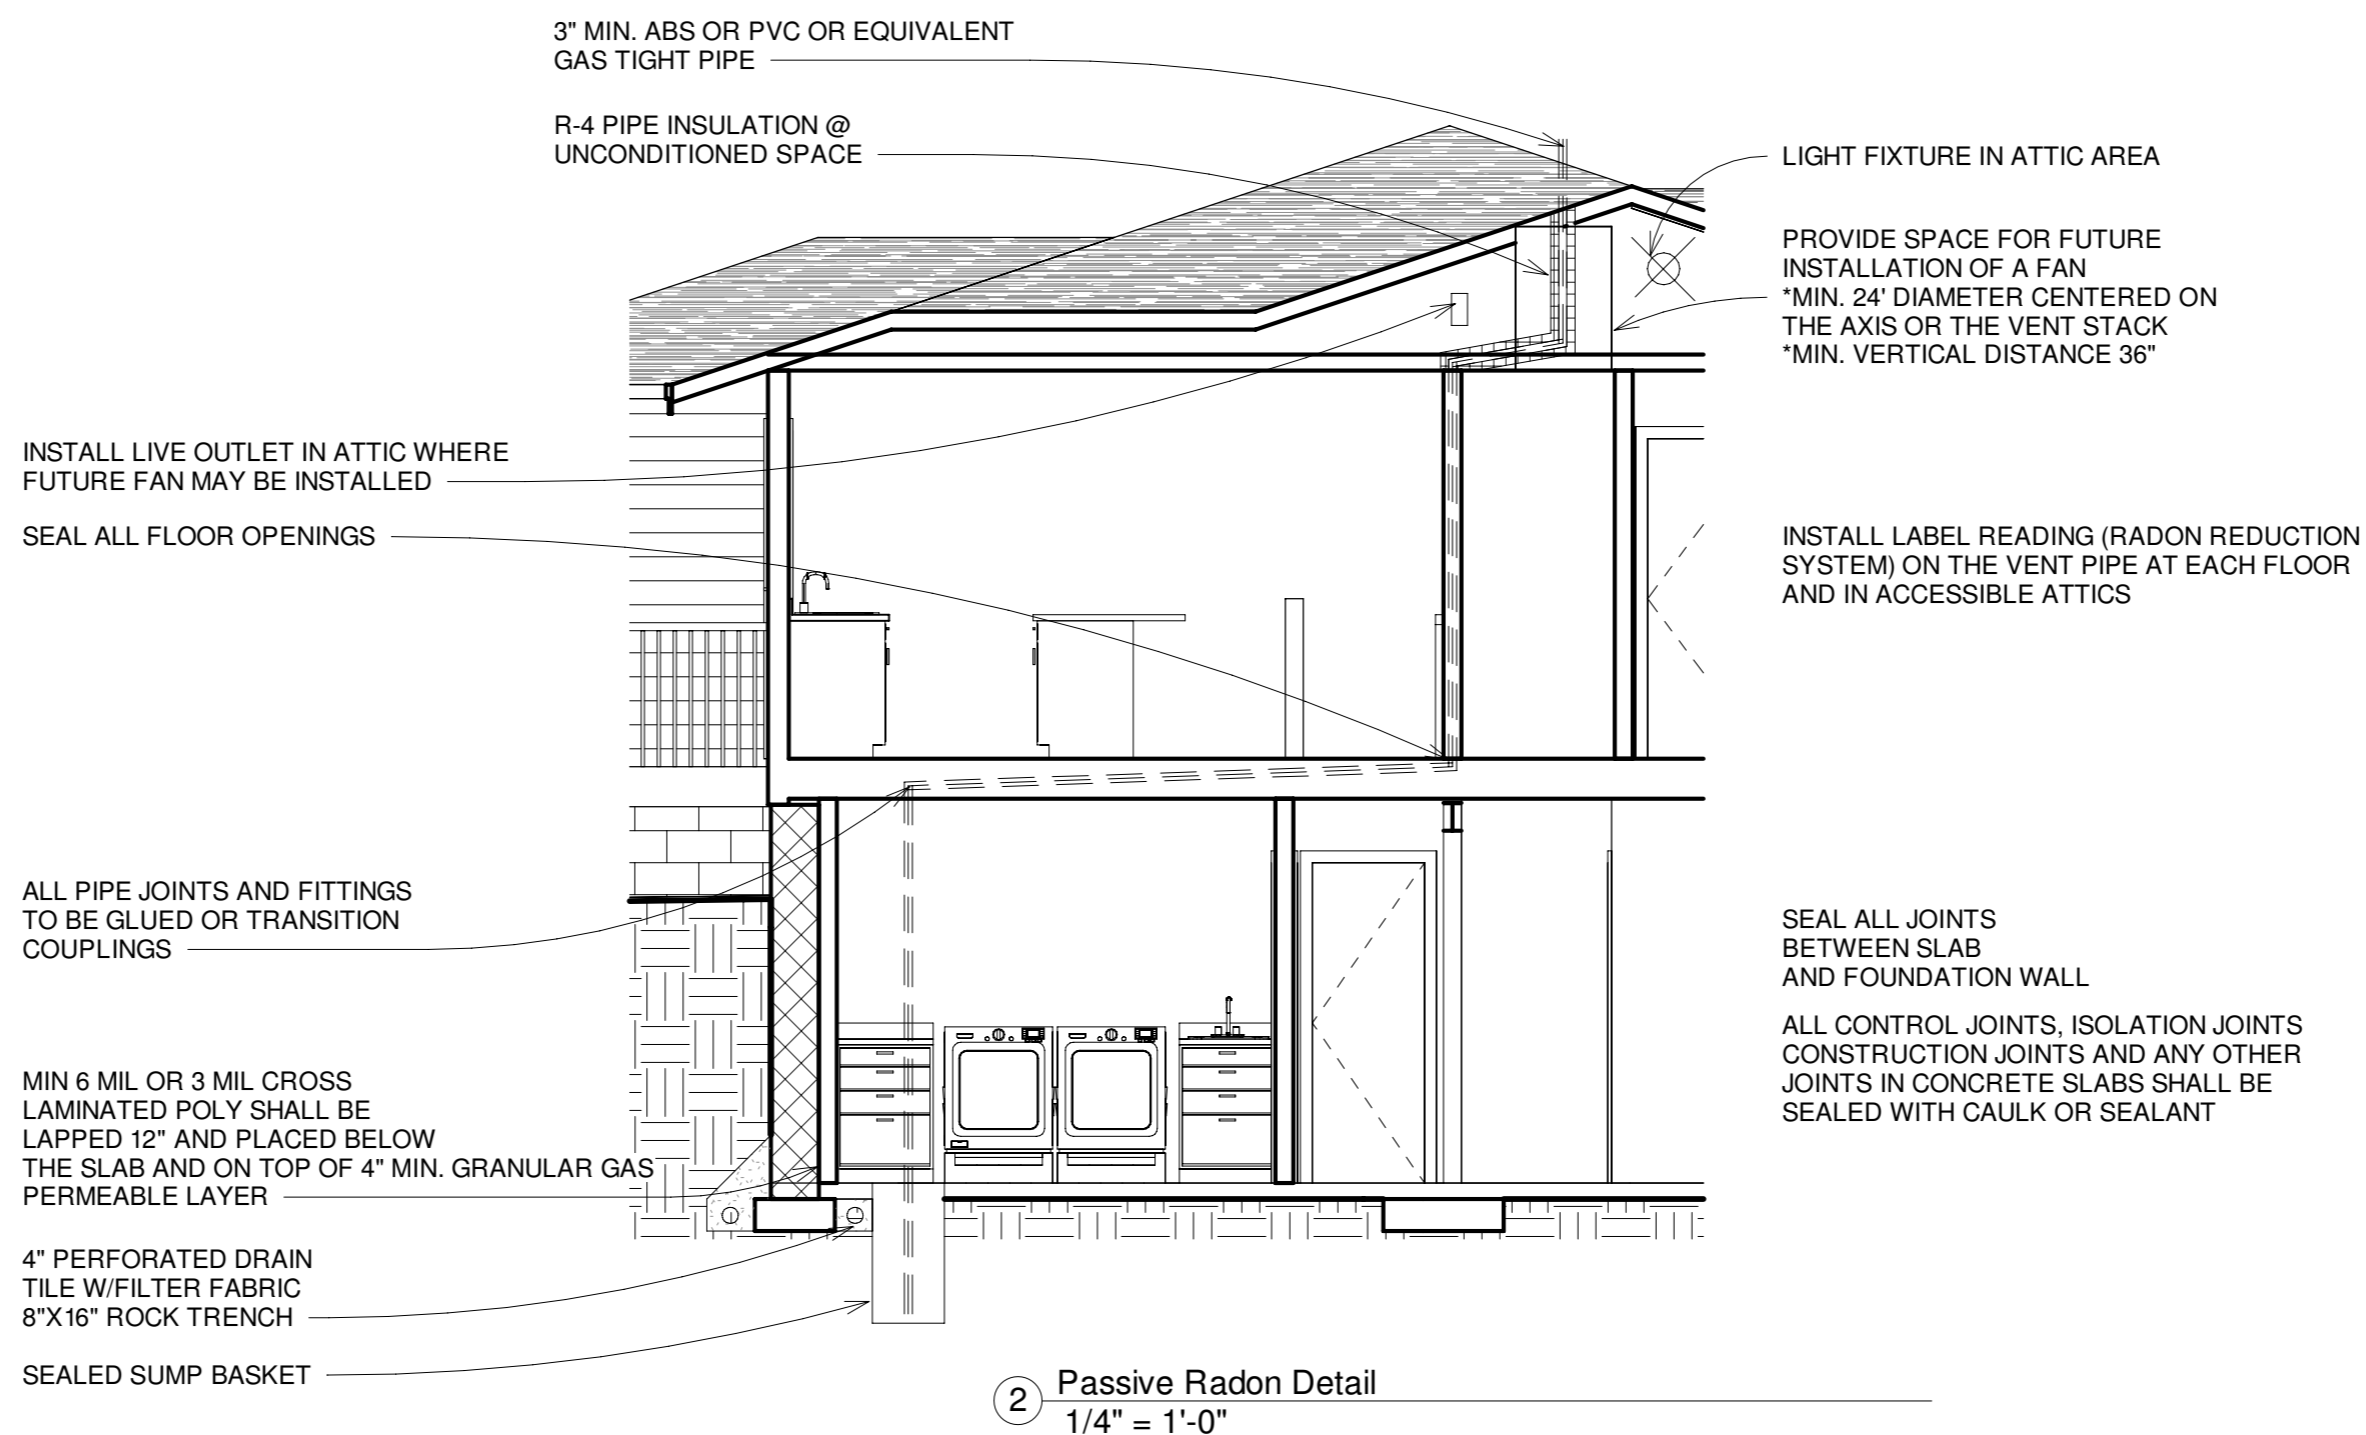 3" MIN. ABS OR PVC OR EQUIVALENT
GAS TIGHT PIPE
R-4 PIPE INSULATION @
UNCONDITIONED SPACE
LIGHT FIXTURE IN ATTIC AREA
PROVIDE SPACE FOR FUTURE
INSTALLATION OF A FAN
*MIN. 24' DIAMETER CENTERED ON
THE AXIS OR THE VENT STACK
*MIN. VERTICAL DISTANCE 36"
INSTALL LIVE OUTLET IN ATTIC WHERE
FUTURE FAN MAY BE INSTALLED
SEAL ALL FLOOR OPENINGS
INSTALL LABEL READING (RADON REDUCTION
SYSTEM) ON THE VENT PIPE AT EACH FLOOR
AND IN ACCESSIBLE ATTICS
ALL PIPE JOINTS AND FITTINGS
TO BE GLUED OR TRANSITION
COUPLINGS
SEAL ALL JOINTS
BETWEEN SLAB
AND FOUNDATION WALL
ALL CONTROL JOINTS, ISOLATION JOINTS
CONSTRUCTION JOINTS AND ANY OTHER
JOINTS IN CONCRETE SLABS SHALL BE
SEALED WITH CAULK OR SEALANT
MIN 6 MIL OR 3 MIL CROSS
LAMINATED POLY SHALL BE
LAPPED 12" AND PLACED BELOW
THE SLAB AND ON TOP OF 4" MIN. GRANULAR GAS
PERMEABLE LAYER
4" PERFORATED DRAIN
TILE W/FILTER FABRIC
8"X16" ROCK TRENCH
SEALED SUMP BASKET
2 Passive Radon Detail
1/4" = 1'-0"